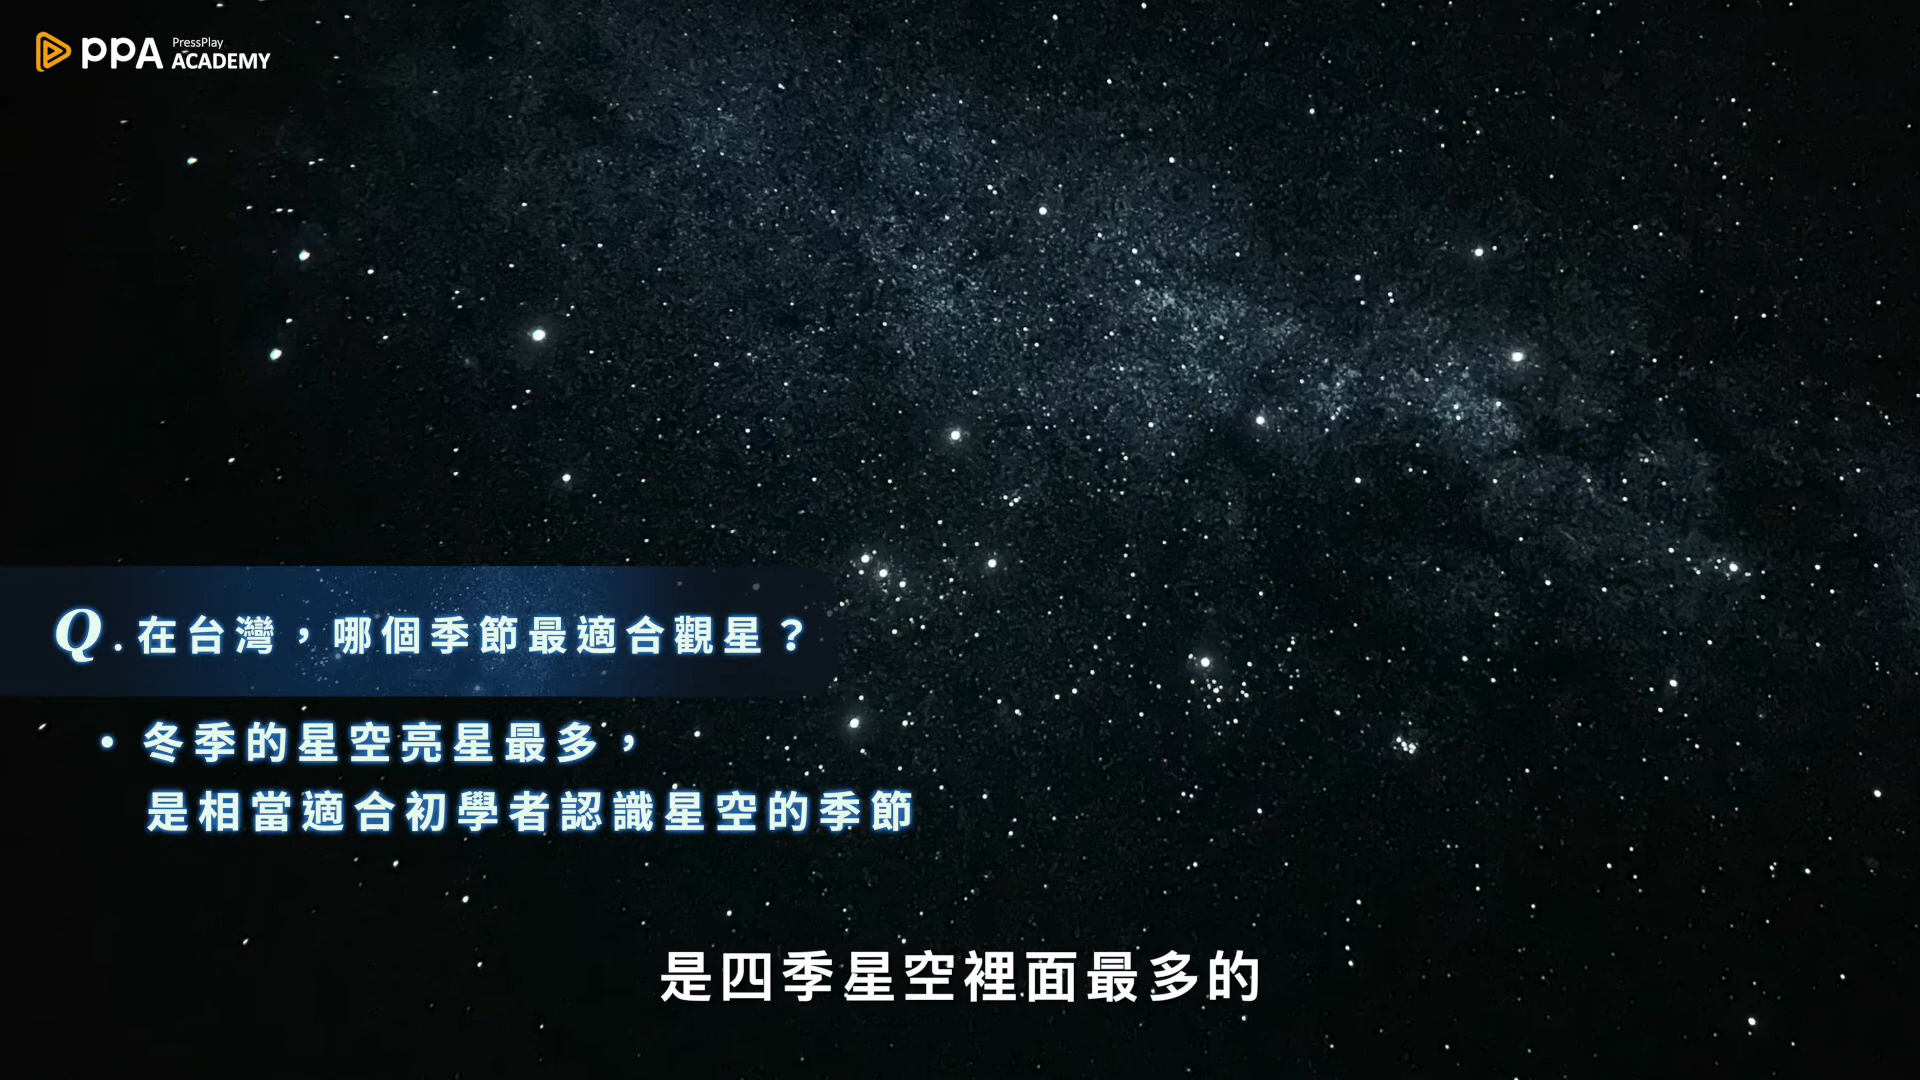 PPA PressPlay ACADEMY
Q.在台灣，哪個季節最適合觀星？
• 冬季的星空亮星最多，
是相當適合初學者認識星空的季節
是四季星空裡面最多的